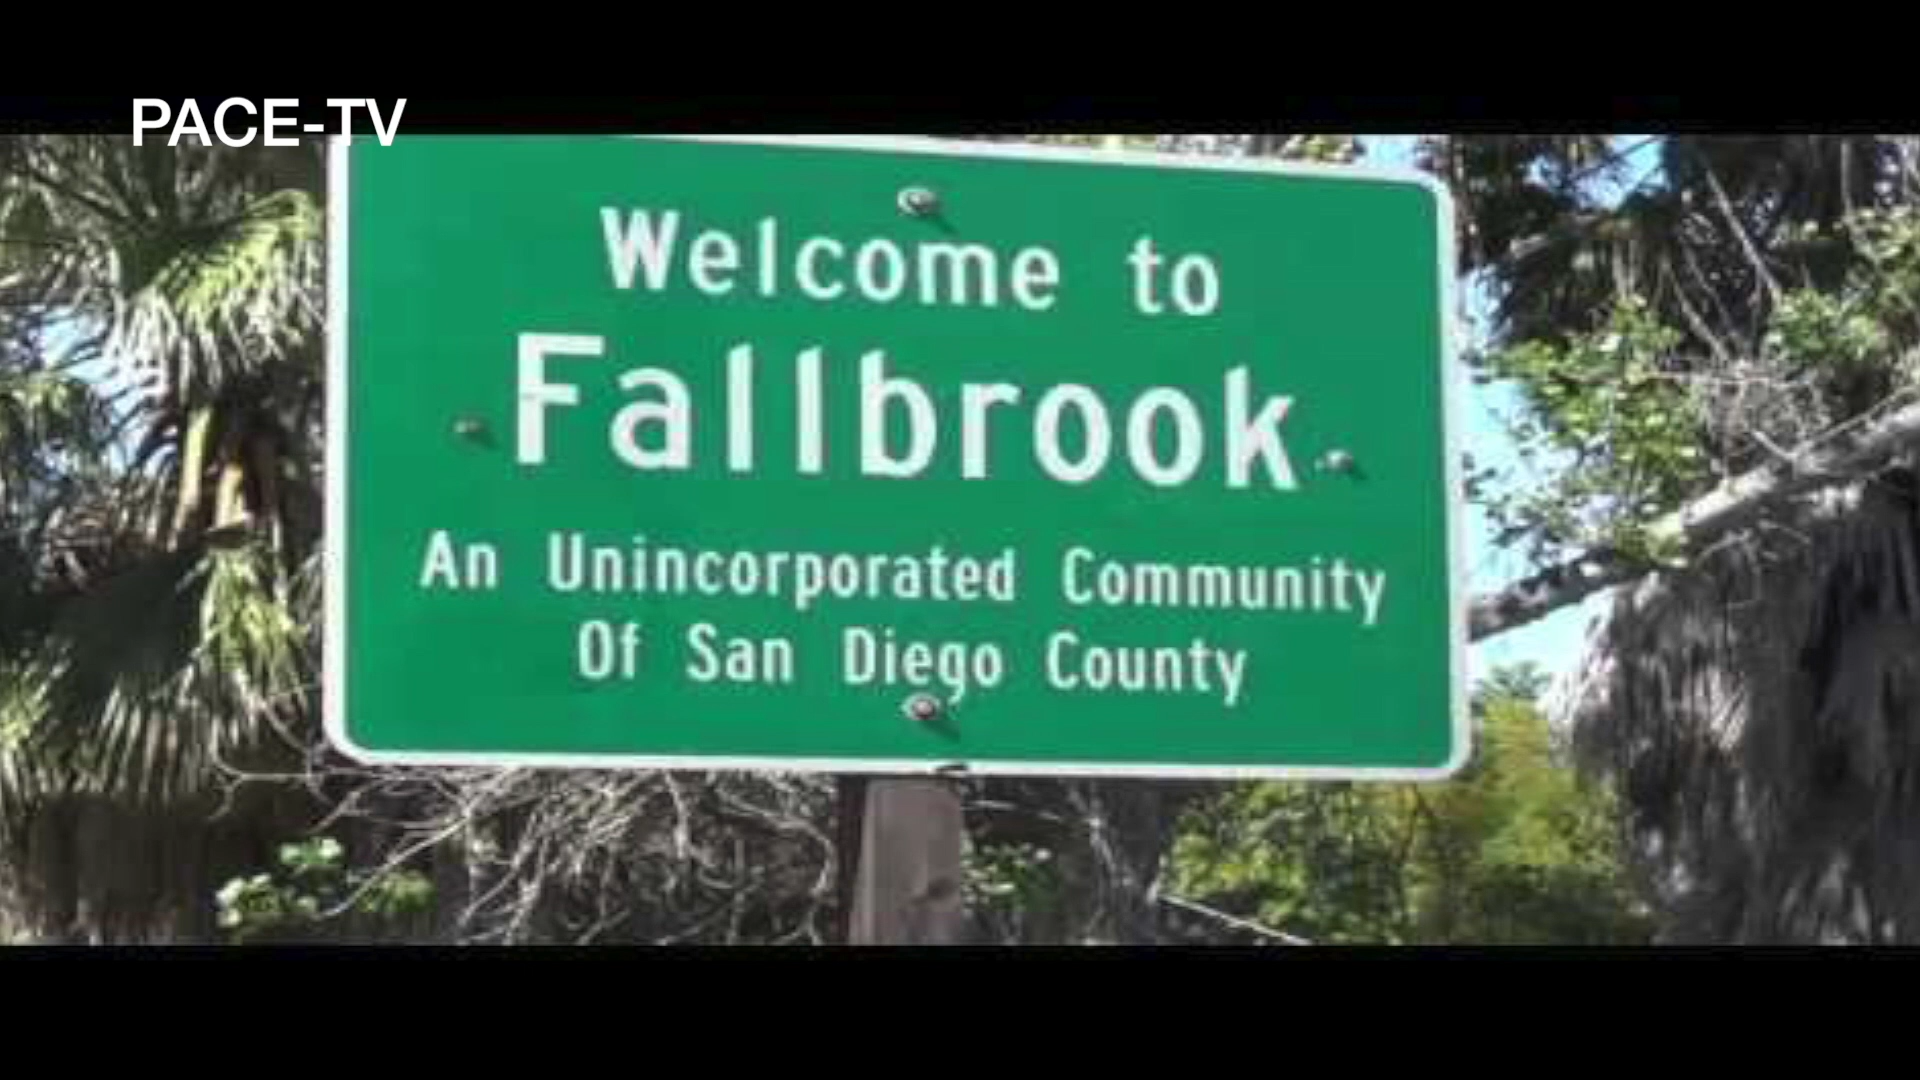 PACE-TV
Welcome to
Fallbrook
An Unincorporated Community
Of San Diego County